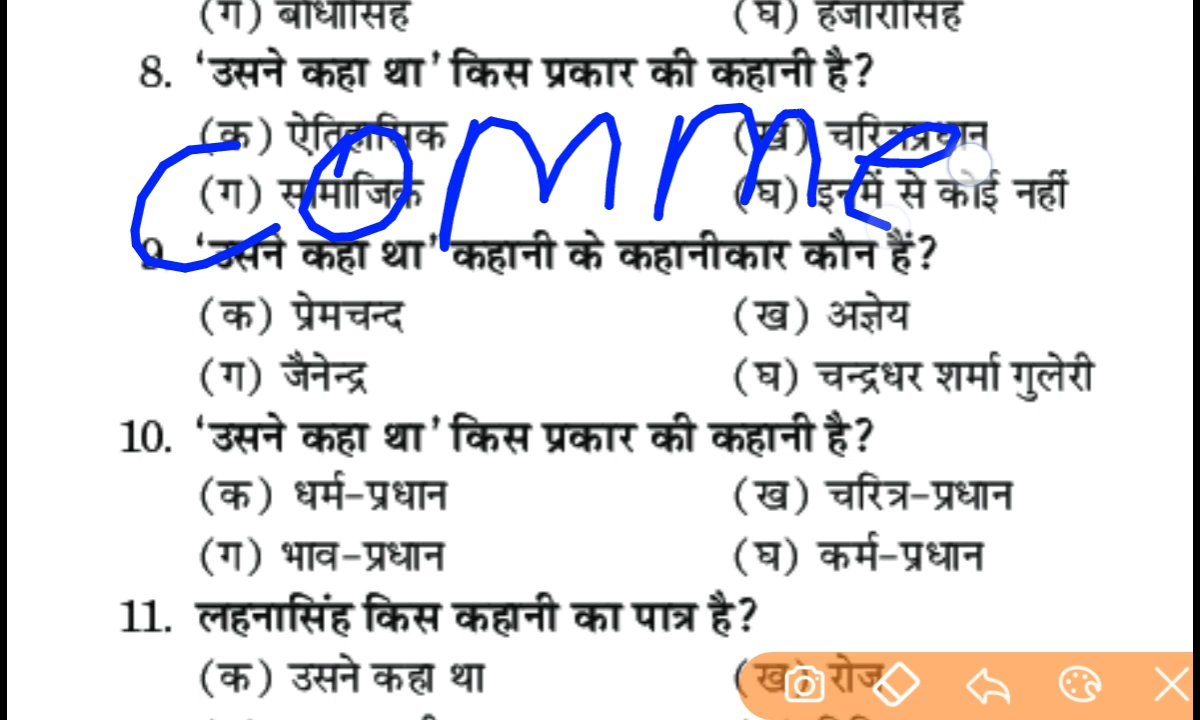 (ग) बोधासिंह (घ) हजारासिंह
8. ‘उसने कहा था’ किस प्रकार की कहानी है?
(क) ऐतिहासिक (ख) चरित्रप्रधान
comme
(ग) सामाजिक (घ) इनमें से कोई नहीं
9. ‘उसने कहा था’ कहानी के कहानीकार कौन हैं?
(क) प्रेमचन्द (ख) अज्ञेय
(ग) जैनेन्द्र (घ) चन्द्रधर शर्मा गुलेरी
10. ‘उसने कहा था’ किस प्रकार की कहानी है?
(क) धर्म-प्रधान (ख) चरित्र-प्रधान
(ग) भाव-प्रधान (घ) कर्म-प्रधान
11. लहनासिंह किस कहानी का पात्र है?
(क) उसने कहा था (ख) रोज